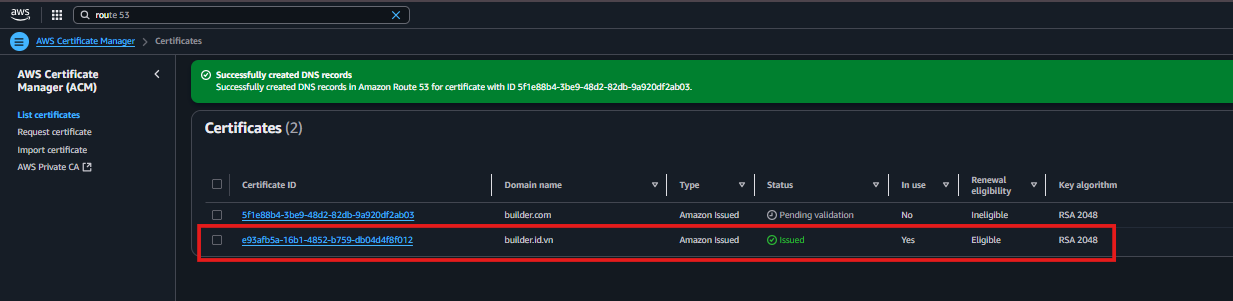 aws
route 53
AWS Certificate Manager
Certificates
AWS Certificate
Manager (ACM)
List certificates
Request certificate
Import certificate
AWS Private CA
Successfully created DNS records
Successfully created DNS records in Amazon Route 53 for certificate with ID 5f1e88b4-3be9-48d2-82db-9a920df2ab03.
Certificates (2)
Certificate ID Domain name Type Status In use Renewal eligibility Key algorithm
5f1e88b4-3be9-48d2-82db-9a920df2ab03 builder.com Amazon Issued Pending validation No Ineligible RSA 2048
e93afb5a-16b1-4852-b759-db04d4f8f012 builder.id.vn Amazon Issued Issued Yes Eligible RSA 2048